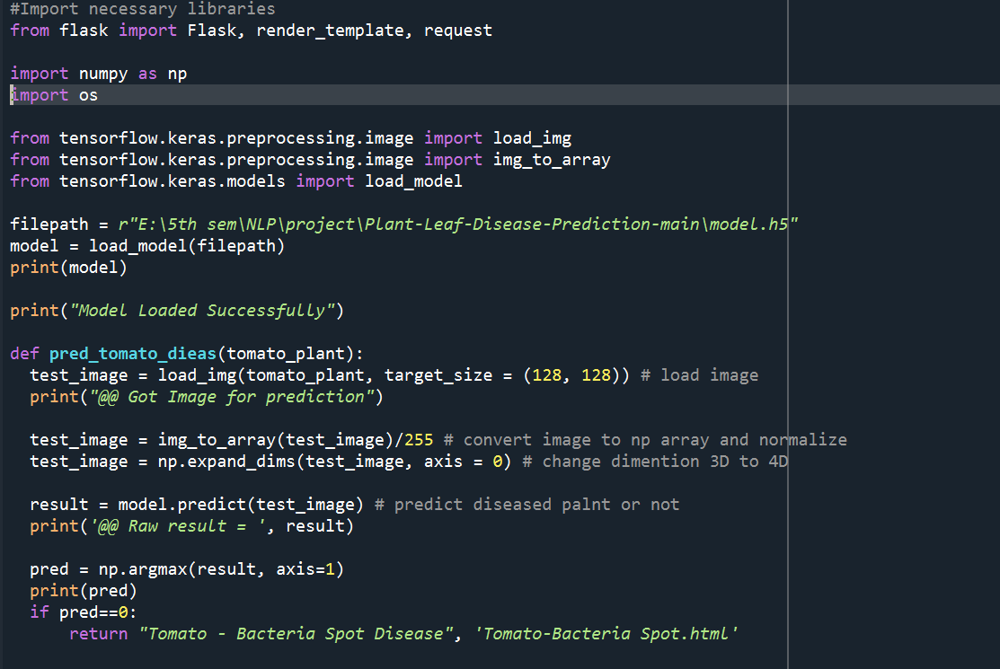 #Import necessary libraries
from flask import Flask, render_template, request
import numpy as np
import os
from tensorflow.keras.preprocessing.image import load_img
from tensorflow.keras.preprocessing.image import img_to_array
from tensorflow.keras.models import load_model
filepath = r"E:\5th sem\NLP\project\Plant-Leaf-Disease-Prediction-main\model.h5"
model = load_model(filepath)
print(model)
print("Model Loaded Successfully")
def pred_tomato_dieas(tomato_plant):
  test_image = load_img(tomato_plant, target_size = (128, 128)) # load image
  print("@@ Got Image for prediction")
  test_image = img_to_array(test_image)/255 # convert image to np array and normalize
  test_image = np.expand_dims(test_image, axis = 0) # change dimention 3D to 4D
  result = model.predict(test_image) # predict diseased palnt or not
  print('@@ Raw result = ', result)
  pred = np.argmax(result, axis=1)
  print(pred)
  if pred==0:
      return "Tomato - Bacteria Spot Disease", 'Tomato-Bacteria Spot.html'